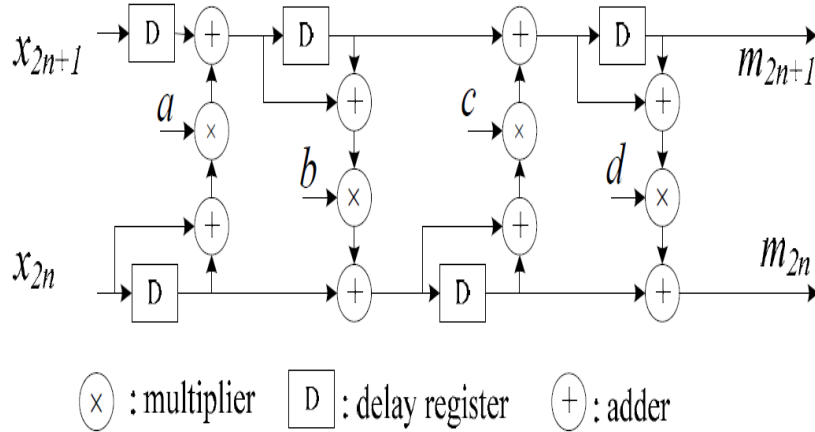 D + D + D
x2n+1 m2n+1
a + c +
× ×
b d
× ×
+ +
x2n m2n
D + D +
× : multiplier D : delay register + : adder